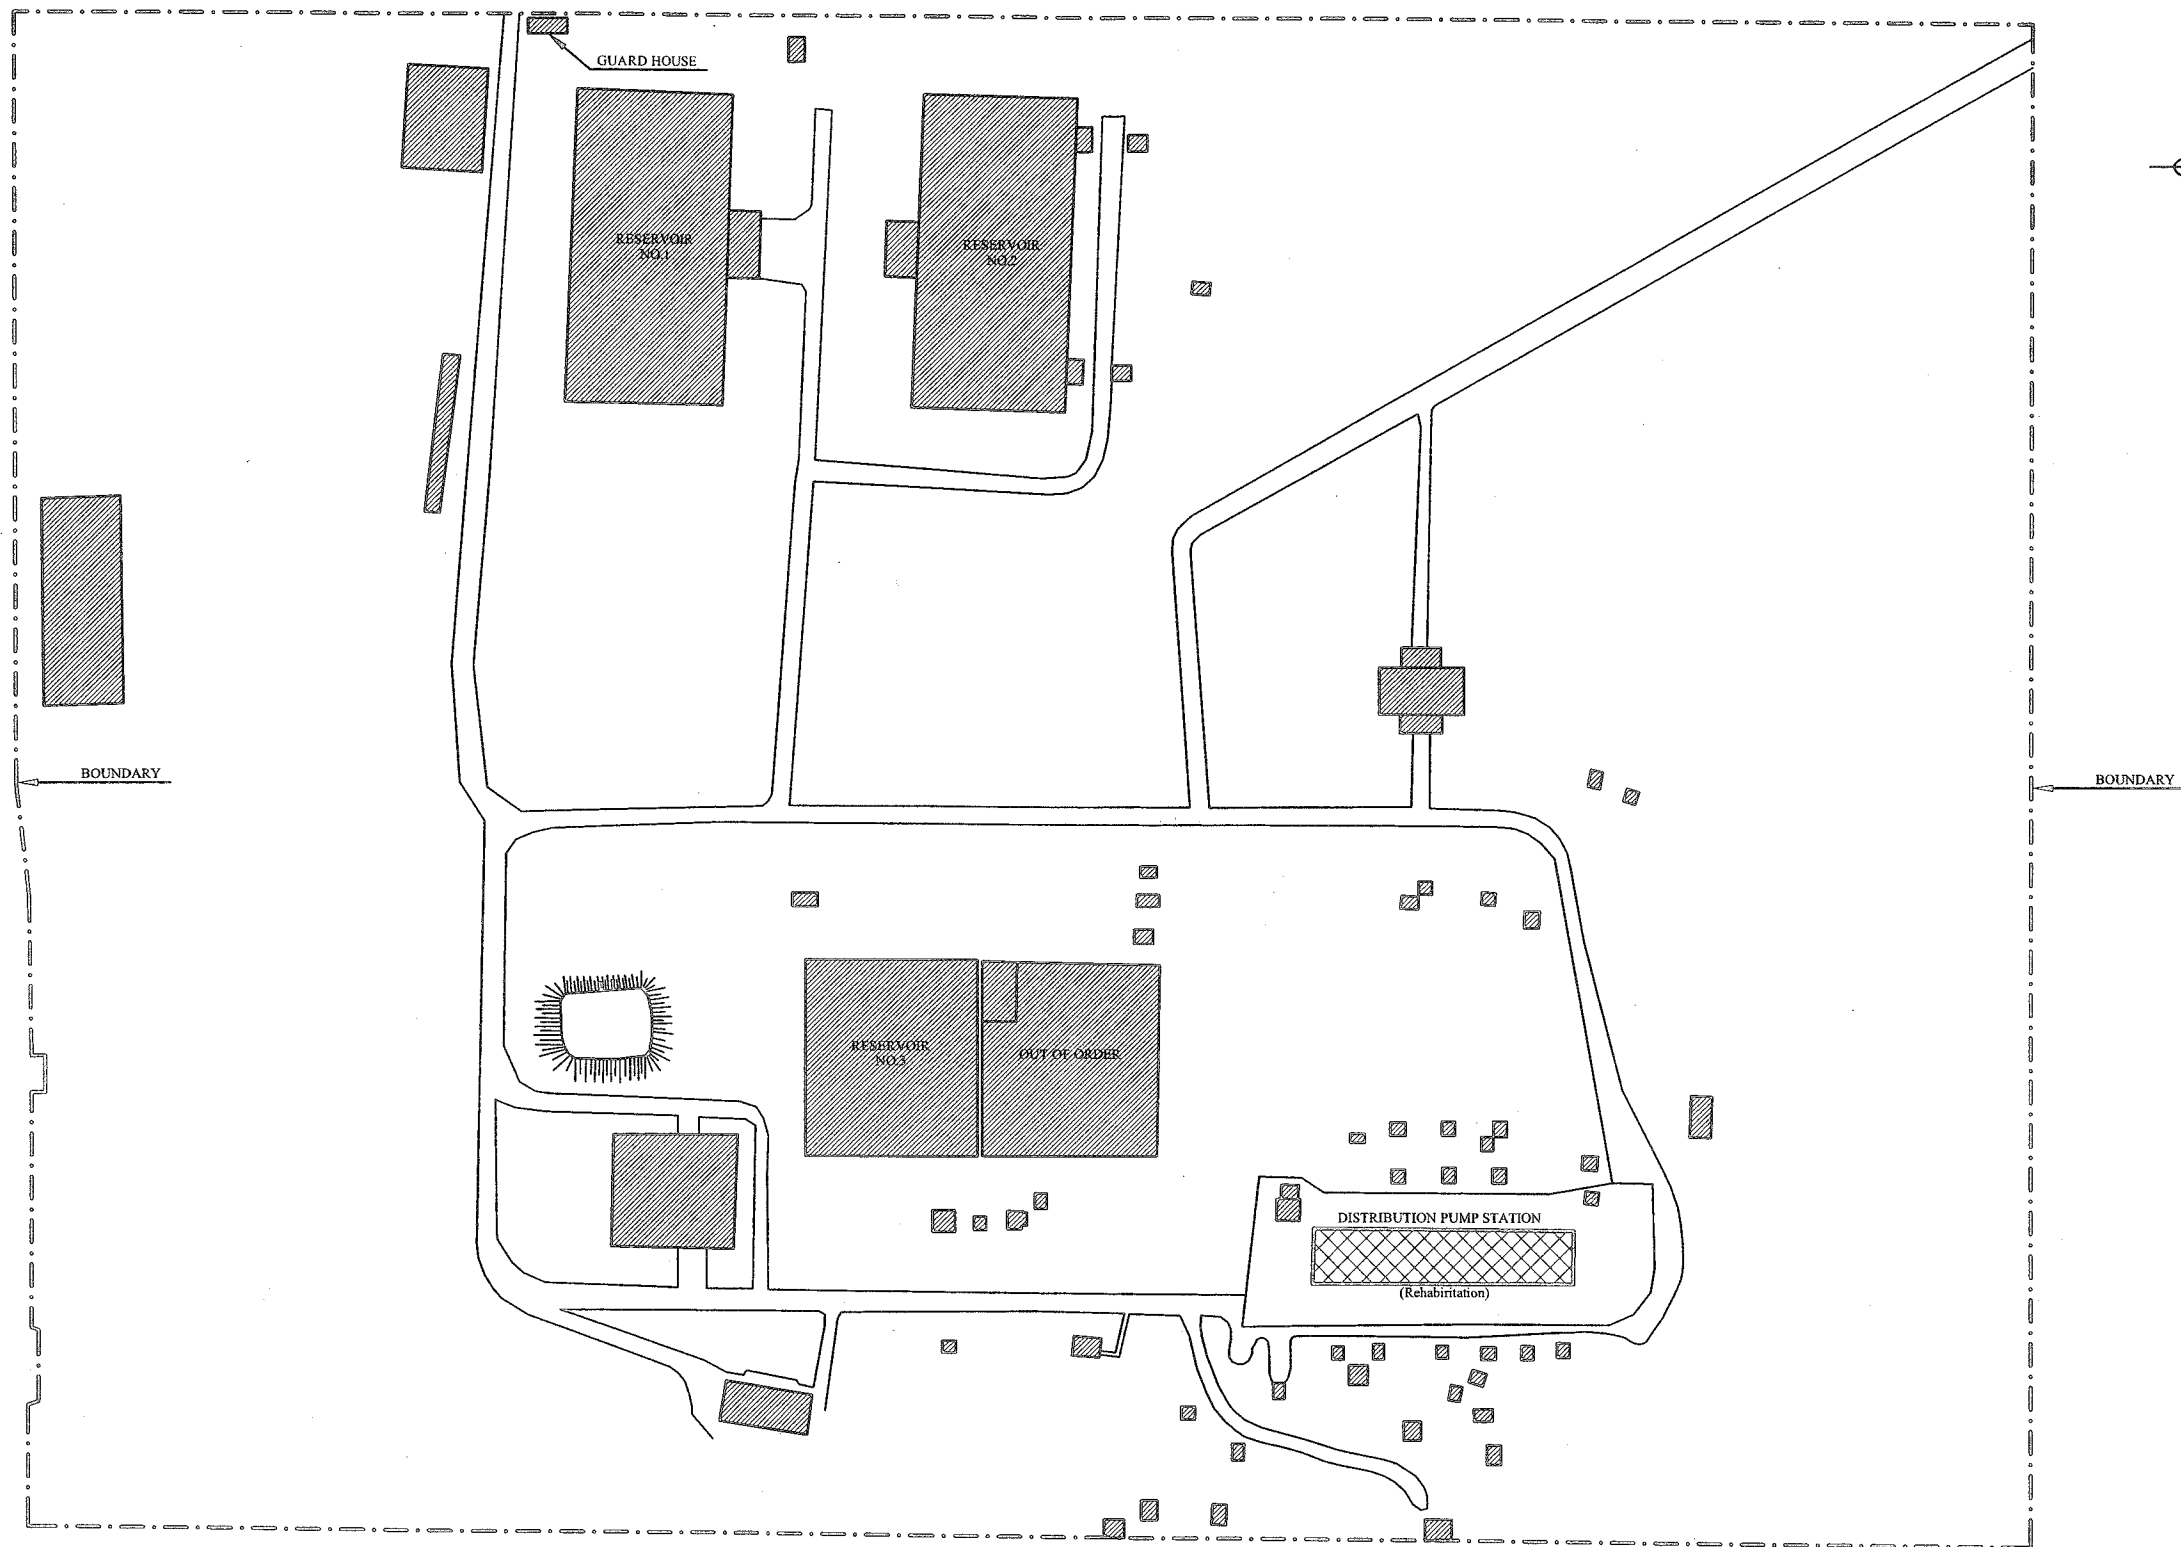 GUARD HOUSE
RESERVOIR
NO.1
RESERVOIR
NO.2
BOUNDARY
BOUNDARY
RESERVOIR
NO.3
OUT OF ORDER
DISTRIBUTION PUMP STATION
(Rehabiritation)